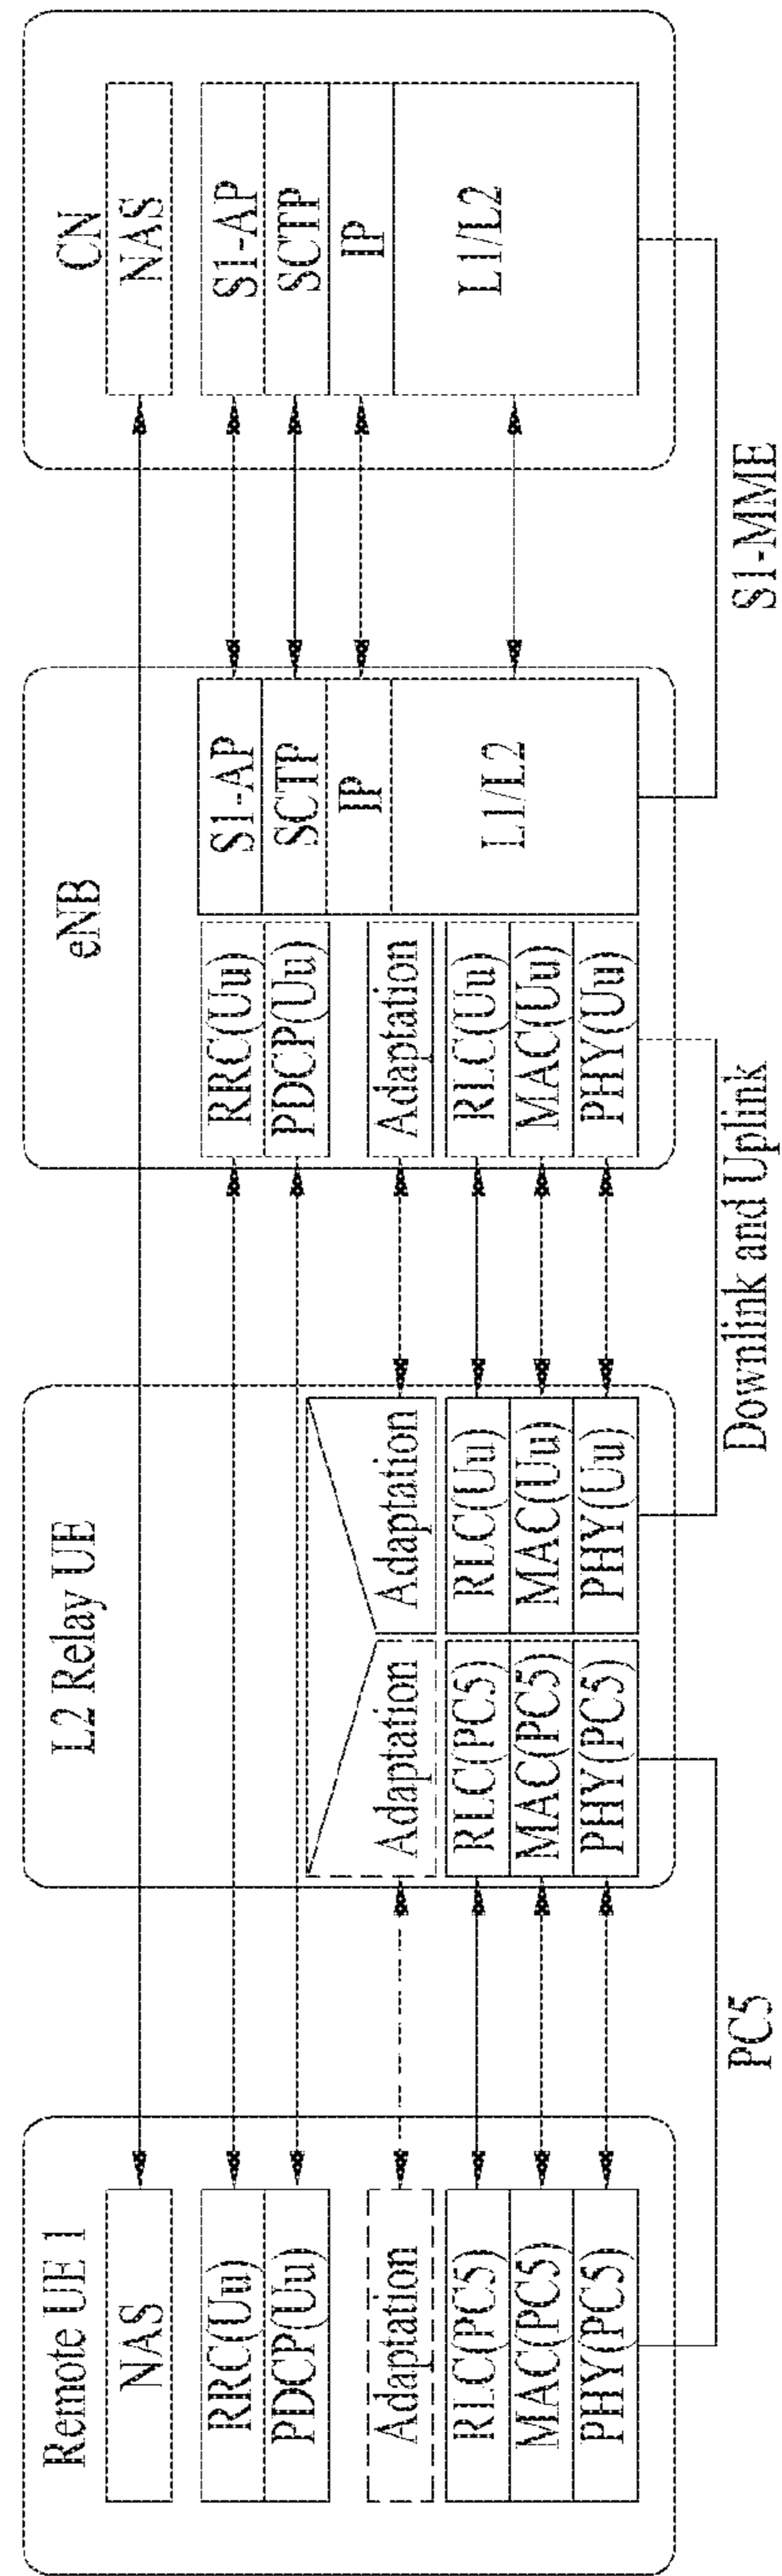 Remote UE 1
NAS
RRC(Uu)
PDCP(Uu)
Adaptation
RLC(PC5)
MAC(PC5)
PHY(PC5)
L2 Relay UE
Adaptation
RLC(PC5)
MAC(PC5)
PHY(PC5)
Adaptation
RLC(Uu)
MAC(Uu)
PHY(Uu)
eNB
RRC(Uu)
PDCP(Uu)
Adaptation
RLC(Uu)
MAC(Uu)
PHY(Uu)
S1-AP
SCTP
IP
L1/L2
CN
NAS
S1-AP
SCTP
IP
L1/L2
PC5
Downlink and Uplink
S1-MME